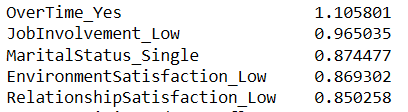 OverTime_Yes 1.105801
JobInvolvement_Low 0.965035
MaritalStatus_Single 0.874477
EnvironmentSatisfaction_Low 0.869302
RelationshipSatisfaction_Low 0.850258